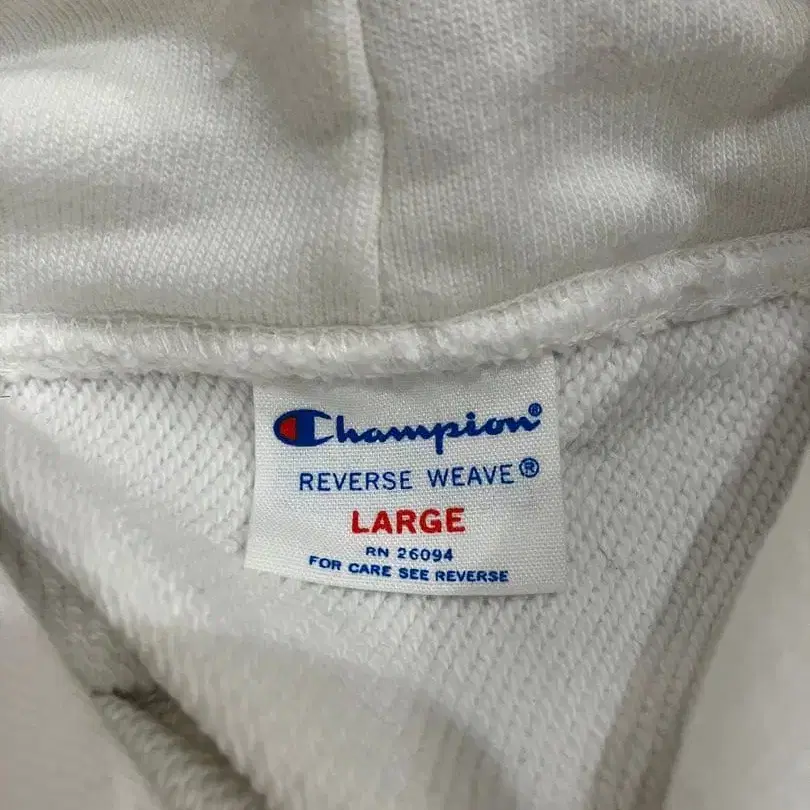 Champion®
REVERSE WEAVE®
LARGE
RN 26094
FOR CARE SEE REVERSE